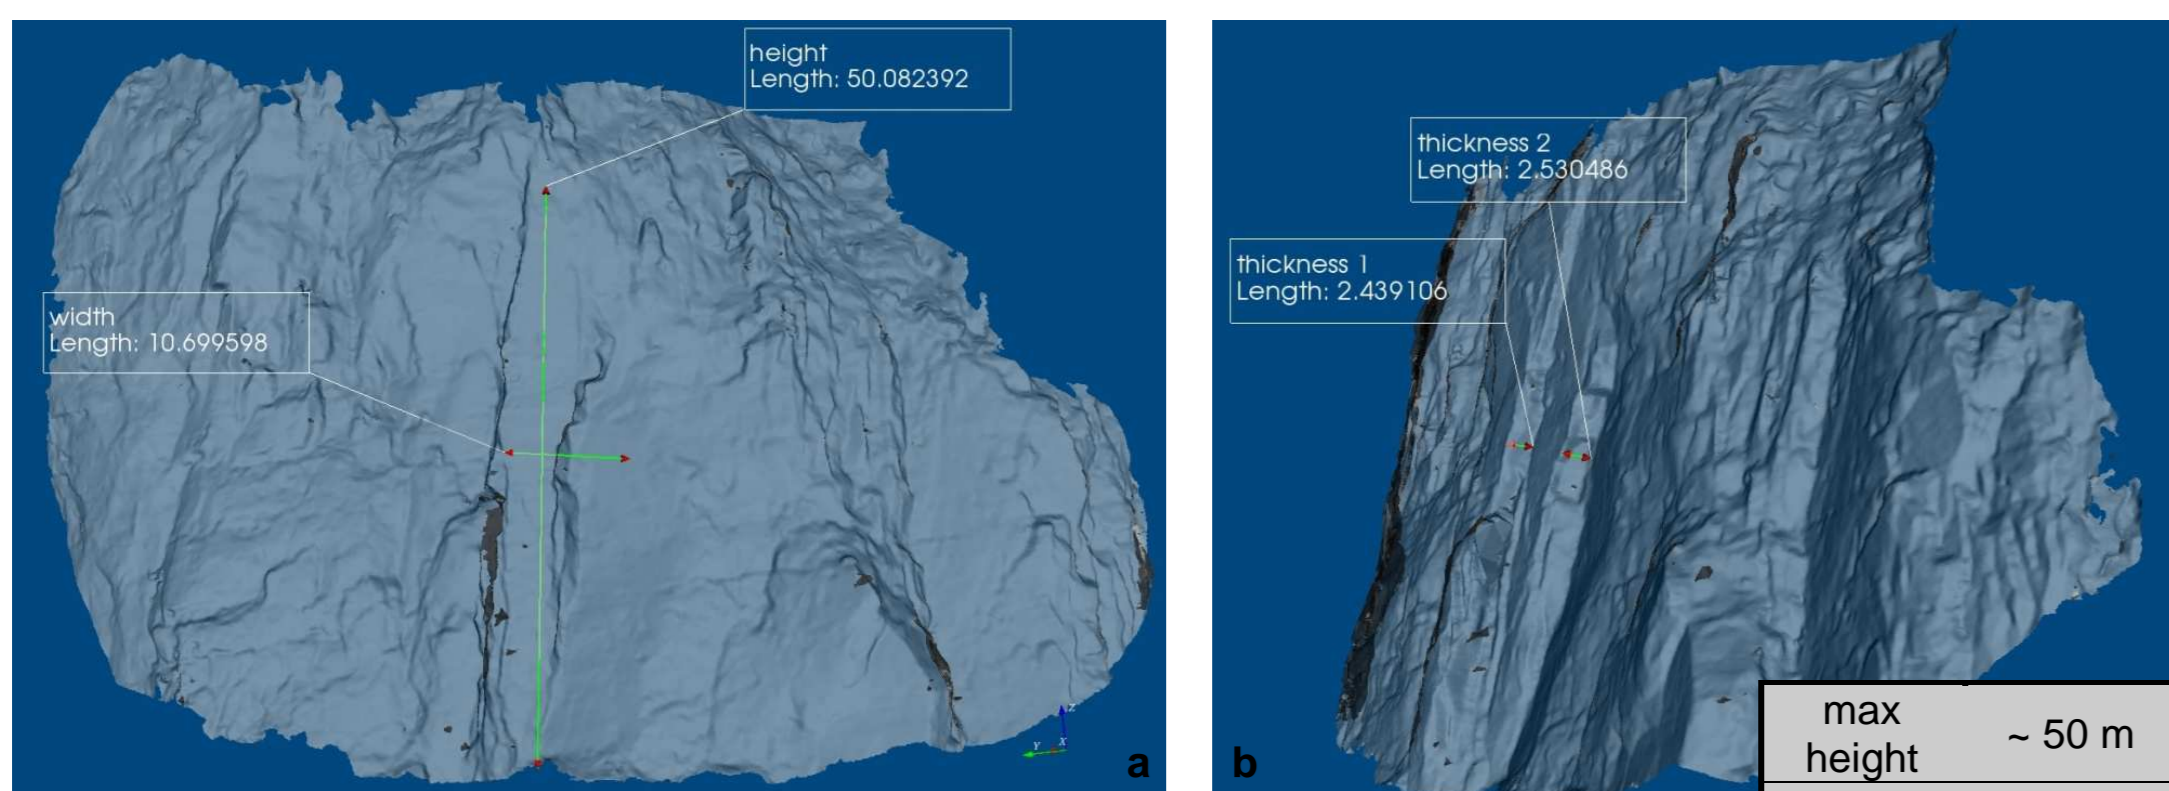 height
Length: 50.082392
width
Length: 10.699598
Z
Y
X
a
thickness 2
Length: 2.530486
thickness 1
Length: 2.439106
b
max
height
~ 50 m